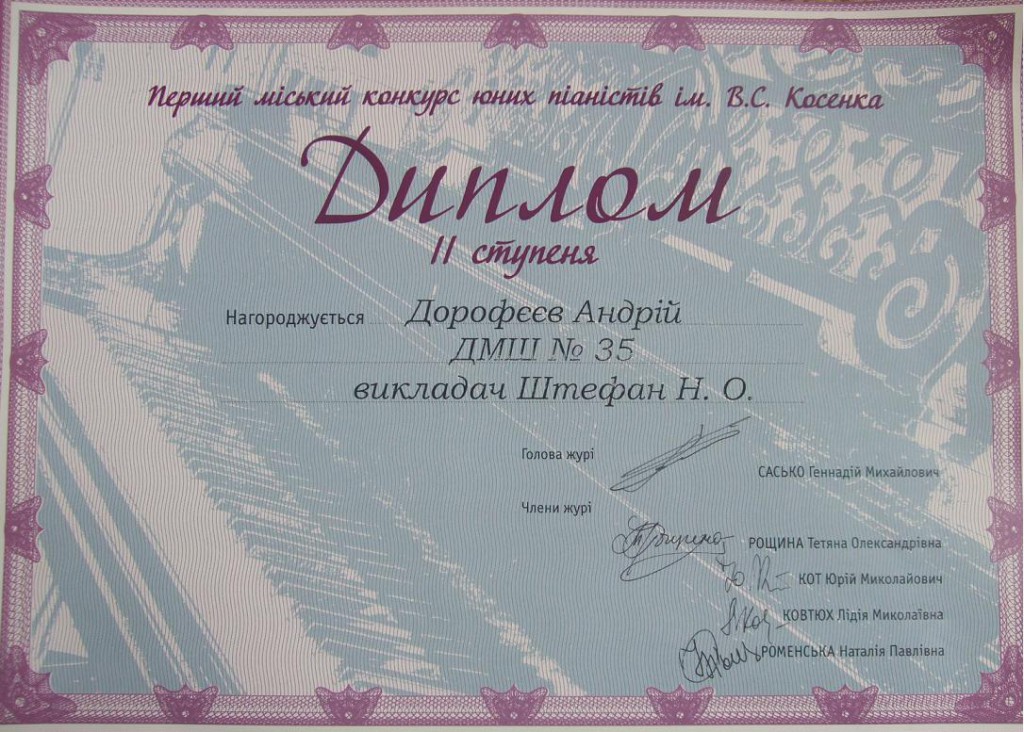 Перший міський конкурс юних піаністів ім. В.С. Косенка
Диплом
II ступеня
Нагороджується Дорофєєв Андрій
ДМШ № 35
викладач Штефан Н. О.
Голова журі
САСЬКО Геннадій Михайлович
Члени журі
РОЩИНА Тетяна Олександрівна
КОТ Юрій Миколайович
КОВТЮХ Лідія Миколаївна
РОМЕНСЬКА Наталія Павлівна